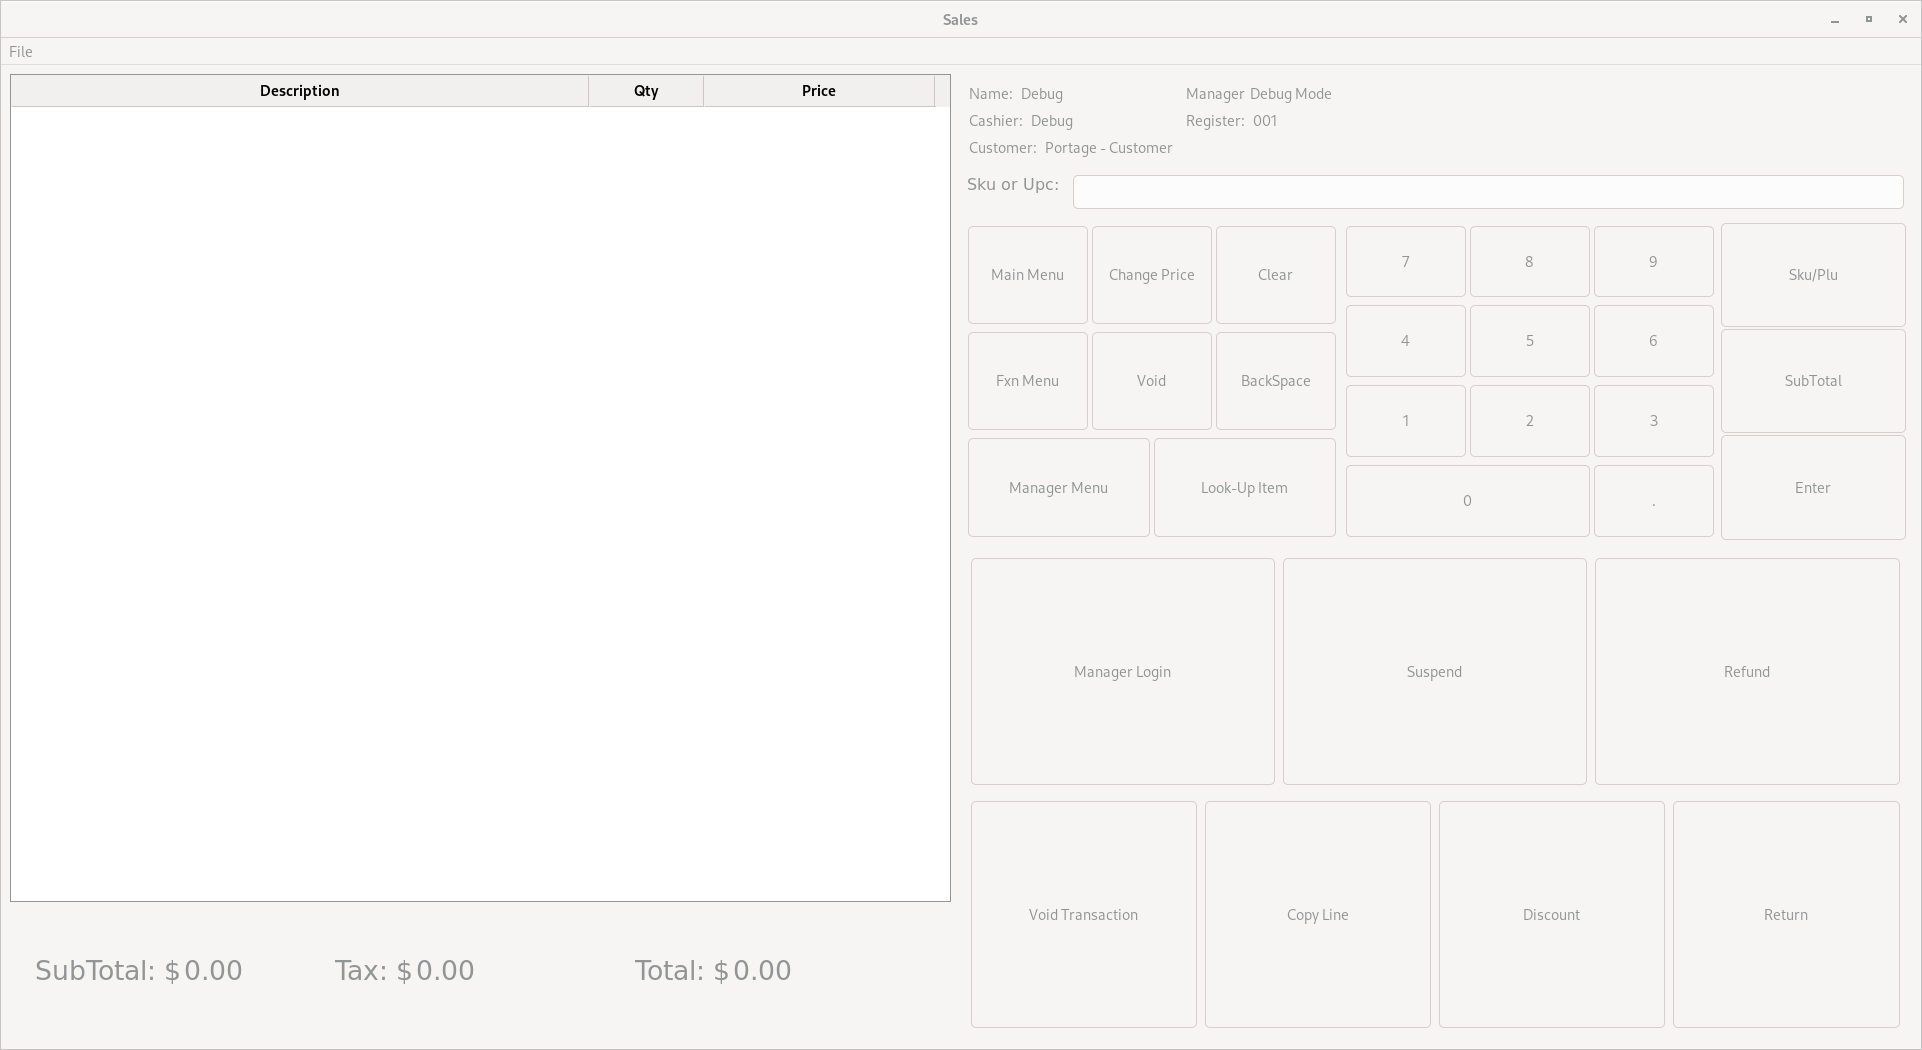 Sales
File
Description Qty Price
Name: Debug Manager Debug Mode
Cashier: Debug Register: 001
Customer: Portage - Customer
Sku or Upc:
Main Menu Change Price Clear
7 8 9
Sku/Plu
4 5 6
Fxn Menu Void BackSpace
SubTotal
1 2 3
Manager Menu Look-Up Item
0 .
Enter
Manager Login Suspend Refund
Void Transaction Copy Line Discount Return
SubTotal: $ 0.00 Tax: $ 0.00 Total: $ 0.00